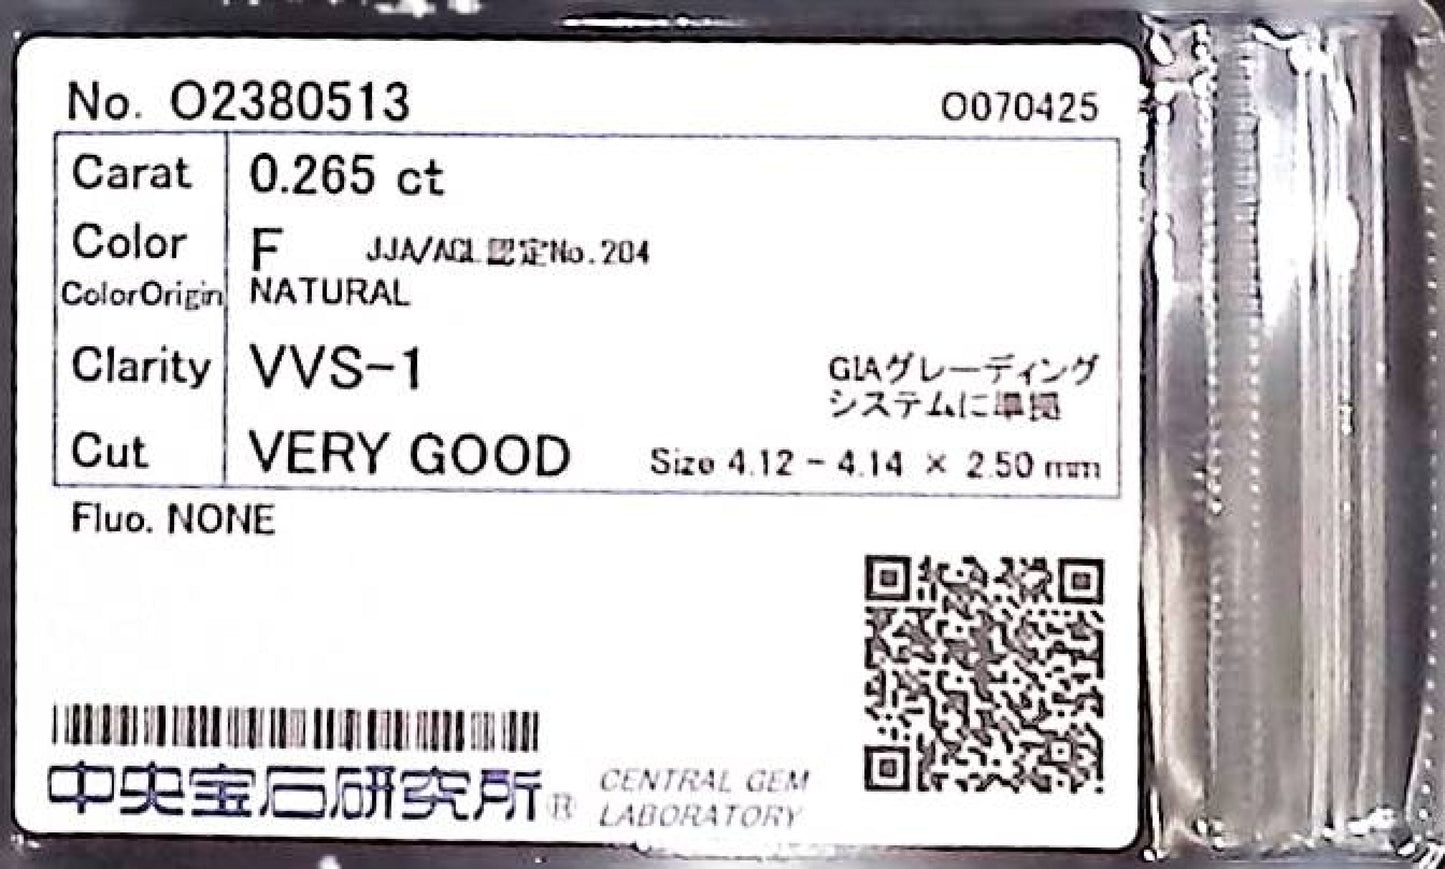 No. O2380513
O070425
Carat 0.265 ct
Color F JJA/AGL認定No.204
ColorOrigin NATURAL
Clarity VVS-1
GIAグレーディング
システムに準拠
Cut VERY GOOD Size 4.12 - 4.14 × 2.50 mm
Fluo. NONE
中央宝石研究所®
CENTRAL GEM
LABORATORY